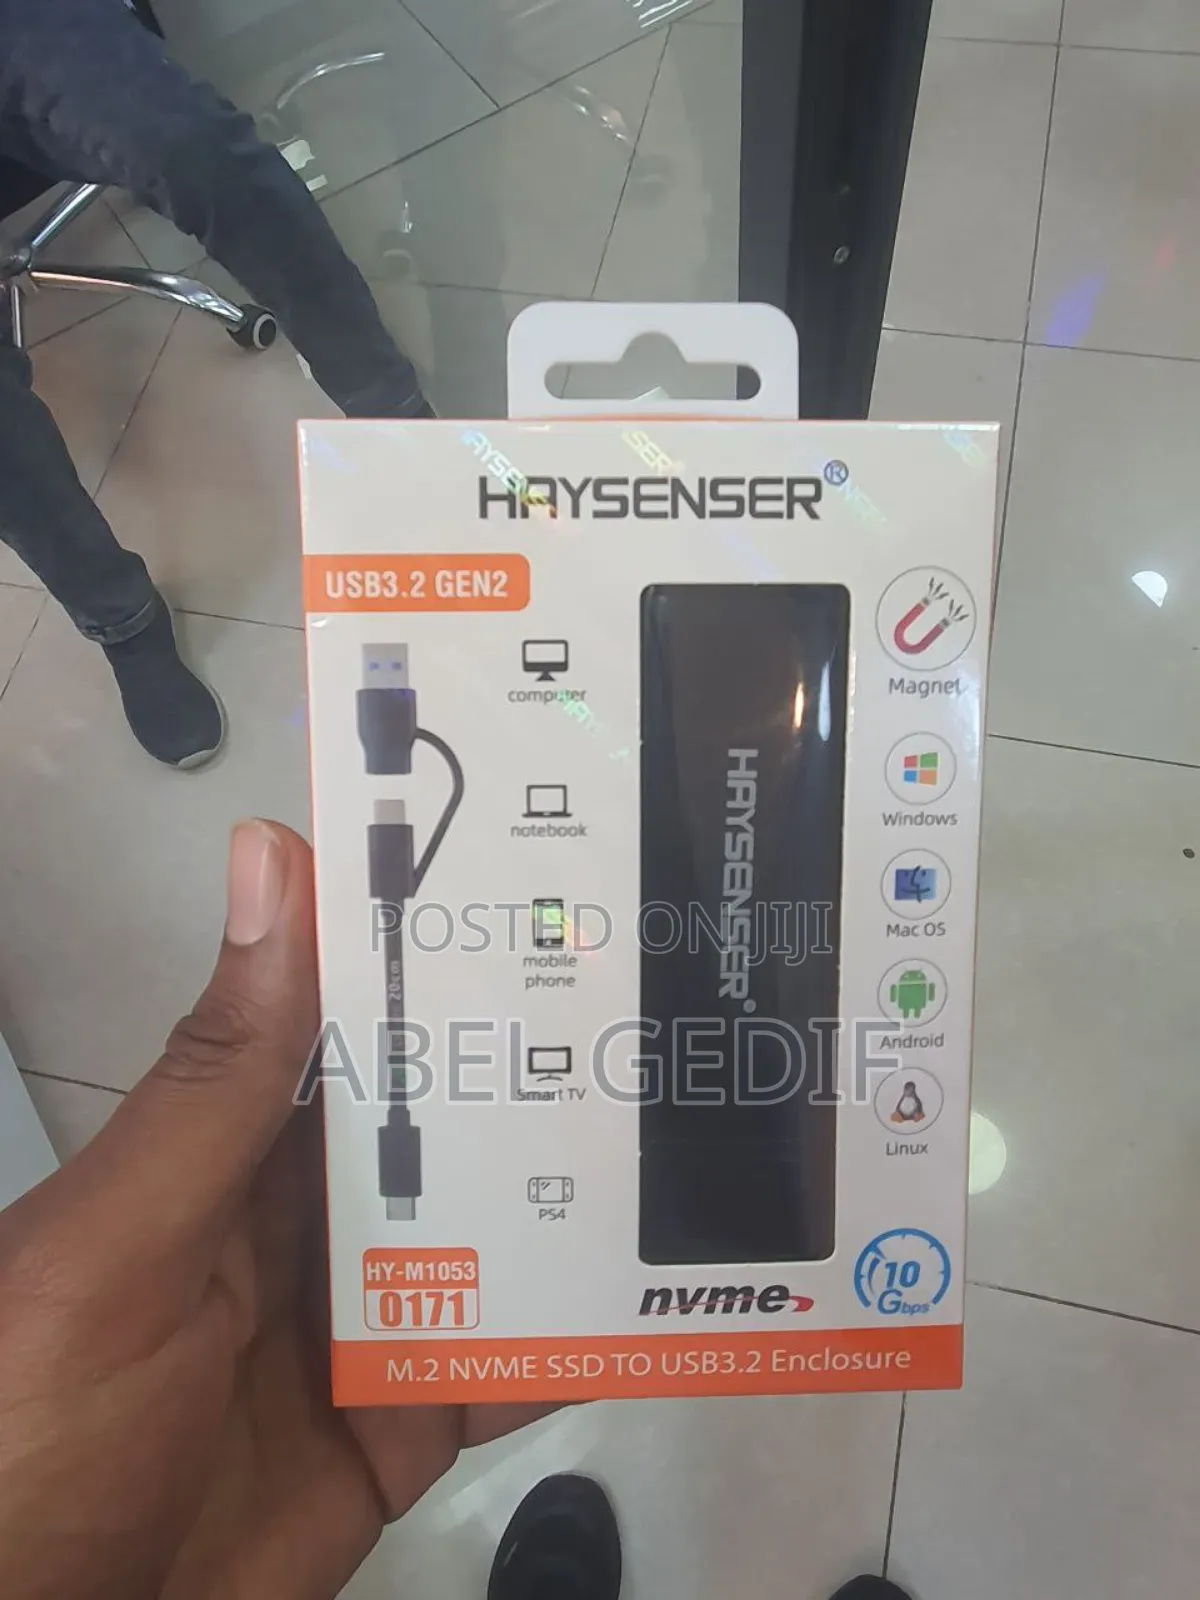 HAYSENSER®
USB3.2 GEN2
computer
notebook
mobile
phone
Smart TV
PS4
20cm
HAYSENSER®
Magnet
Windows
Mac OS
Android
Linux
POSTED ON JIJI
ABEL GEDIF
HY-M1053
0171
nvme
10
Gbps
M.2 NVME SSD TO USB3.2 Enclosure